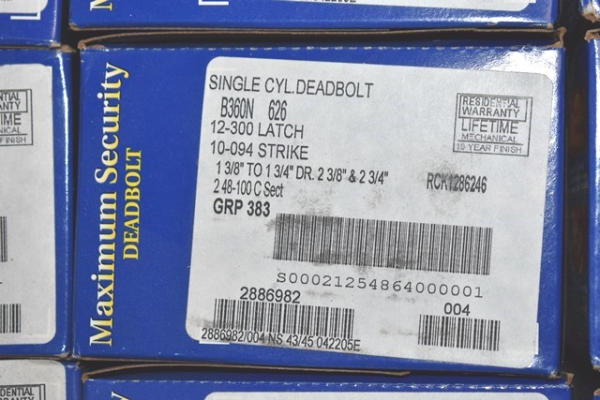 Maximum Security
DEADBOLT
SINGLE CYL.DEADBOLT
B360N 626
12-300 LATCH
10-094 STRIKE
1 3/8" TO 1 3/4" DR. 2 3/8" & 2 3/4"
2 48-100 C Sect
GRP 383
RCK1286246
RESIDENTIAL
WARRANTY
LIFETIME
MECHANICAL
10 YEAR FINISH
S00021254864000001
2886982
004
2886982/004 NS 43/45 042205E